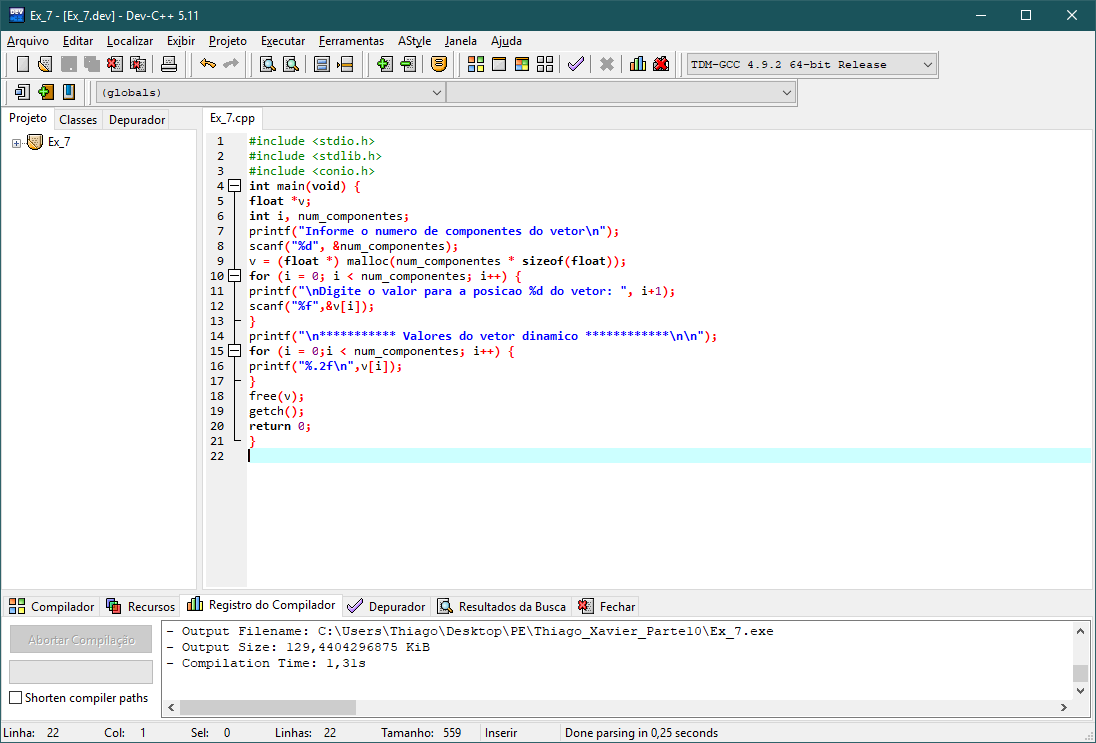 Ex_7 - [Ex_7.dev] - Dev-C++ 5.11
Arquivo Editar Localizar Exibir Projeto Executar Ferramentas AStyle Janela Ajuda
TDM-GCC 4.9.2 64-bit Release
(globals)
Projeto Classes Depurador
Ex_7.cpp
Ex_7
1 #include <stdio.h>
2 #include <stdlib.h>
3 #include <conio.h>
4 int main(void) {
5 float *v;
6 int i, num_componentes;
7 printf("Informe o numero de componentes do vetor\n");
8 scanf("%d", &num_componentes);
9 v = (float *) malloc(num_componentes * sizeof(float));
10 for (i = 0; i < num_componentes; i++) {
11 printf("\nDigite o valor para a posicao %d do vetor: ", i+1);
12 scanf("%f",&v[i]);
13 }
14 printf("\n*********** Valores do vetor dinamico ************\n\n");
15 for (i = 0;i < num_componentes; i++) {
16 printf("%.2f\n",v[i]);
17 }
18 free(v);
19 getch();
20 return 0;
21 }
22
Compilador Recursos Registro do Compilador Depurador Resultados da Busca Fechar
Abortar Compilação
Shorten compiler paths
- Output Filename: C:\Users\Thiago\Desktop\PE\Thiago_Xavier_Parte10\Ex_7.exe
- Output Size: 129,4404296875 KiB
- Compilation Time: 1,31s
Linha: 22 Col: 1 Sel: 0 Linhas: 22 Tamanho: 559 Inserir Done parsing in 0,25 seconds